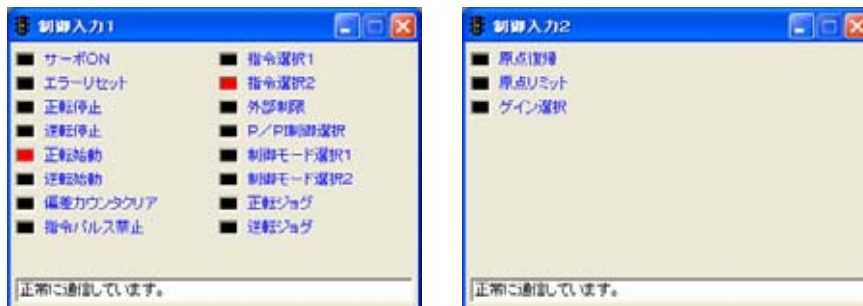 制御入力1
サーボON
エラーリセット
正転停止
逆転停止
正転始動
逆転始動
偏差カウンタクリア
指令パルス禁止
指令選択1
指令選択2
外部制限
P/PI制御選択
制御モード選択1
制御モード選択2
正転ジョグ
逆転ジョグ
正常に通信しています。
制御入力2
原点復帰
原点リミット
ゲイン選択
正常に通信しています。